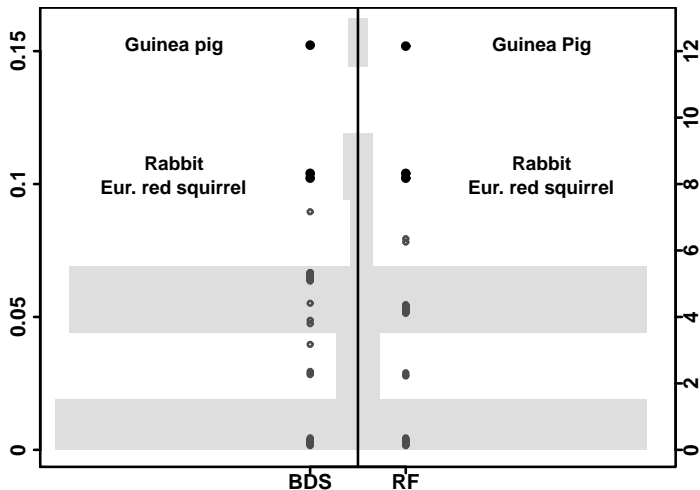 Guinea pig
Guinea Pig
Rabbit
Eur. red squirrel
Rabbit
Eur. red squirrel
0.15
0.1
0.05
0
12
10
8
6
4
2
0
BDS
RF